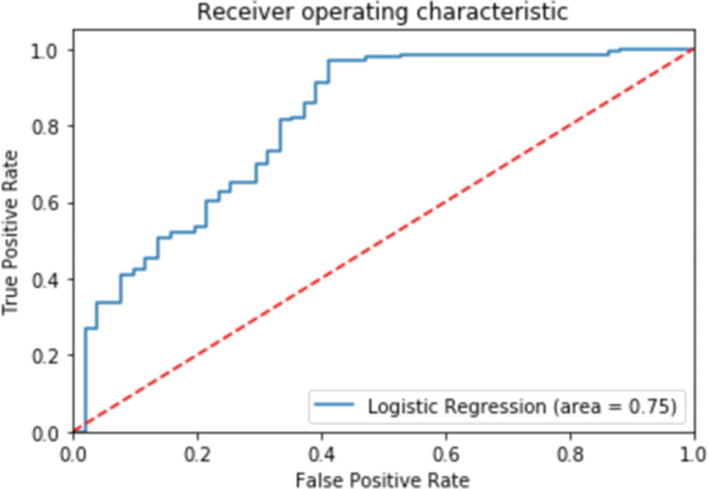 Receiver operating characteristic
1.0
0.8
0.6
0.4
0.2
0.0
True Positive Rate
Logistic Regression (area = 0.75)
0.0 0.2 0.4 0.6 0.8 1.0
False Positive Rate